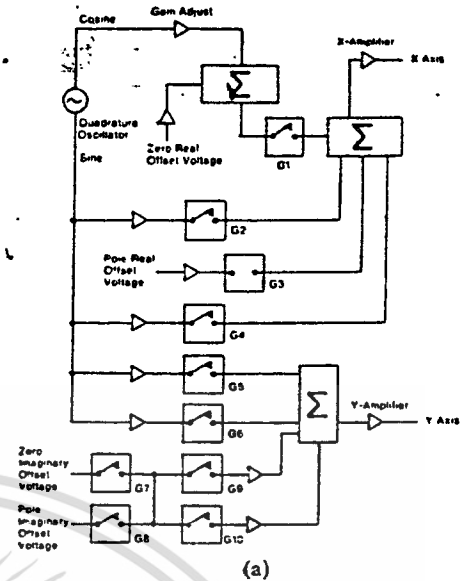 Gain Adjust
Cosine
X-Amplifier
X Axis
Σ
Quadrature
Oscillator
Zero Real
Offset Voltage
G1
Σ
Sine
G2
Pole Real
Offset
Voltage
G3
G4
G5
Σ
Y-Amplifier
Y Axis
G6
Zero
Imaginary
Offset
Voltage
G7
G9
Pole
Imaginary
Offset
Voltage
G8
G10
(a)